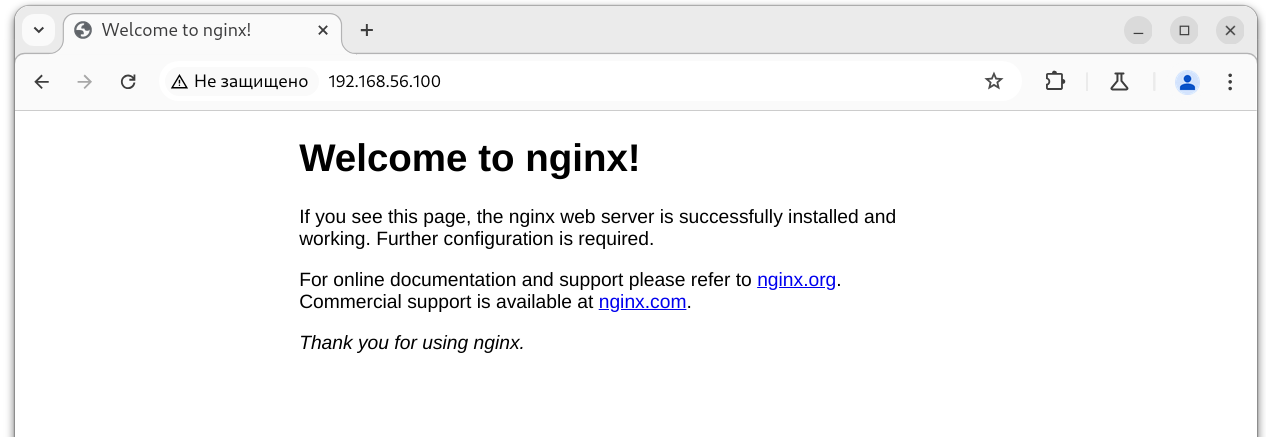 Welcome to nginx!
Не защищено 192.168.56.100
Welcome to nginx!
If you see this page, the nginx web server is successfully installed and
working. Further configuration is required.
For online documentation and support please refer to nginx.org.
Commercial support is available at nginx.com.
Thank you for using nginx.